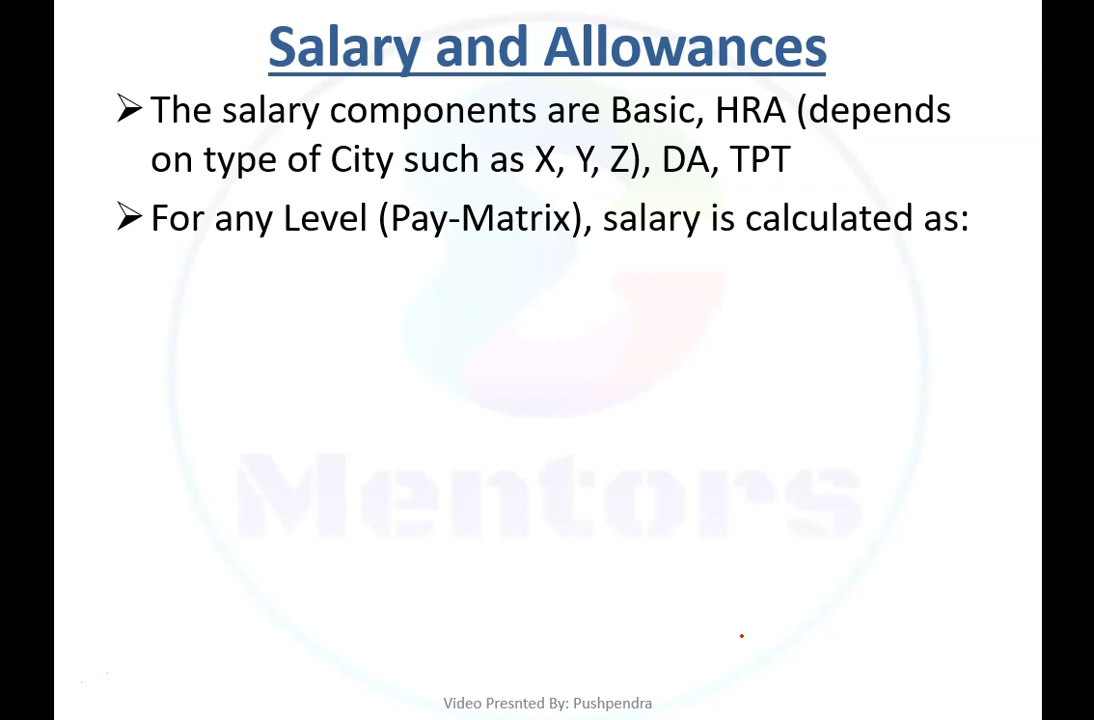 Salary and Allowances
➢ The salary components are Basic, HRA (depends
on type of City such as X, Y, Z), DA, TPT
➢ For any Level (Pay-Matrix), salary is calculated as:
Mentors
Video Presnted By: Pushpendra